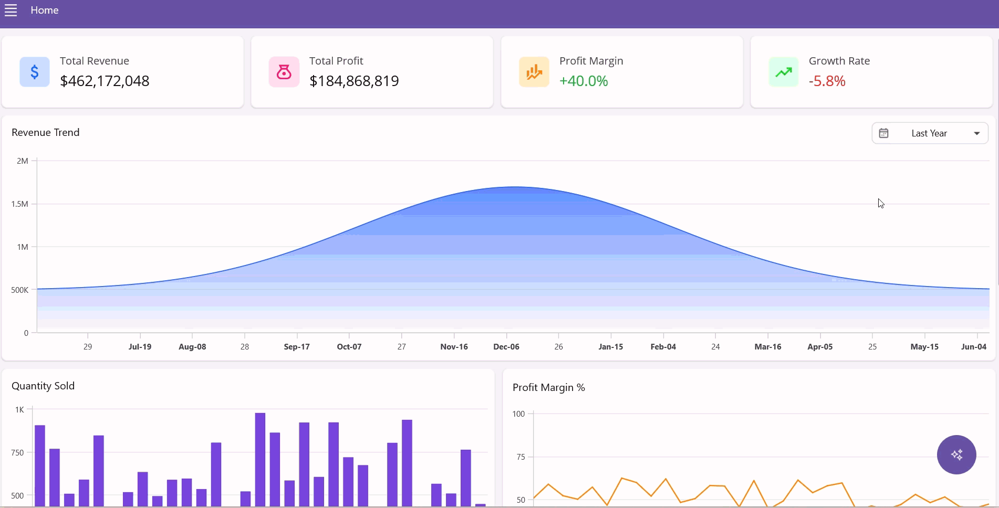 Home
Total Revenue
$462,172,048
Total Profit
$184,868,819
Profit Margin
+40.0%
Growth Rate
-5.8%
Revenue Trend
Last Year
2M
1.5M
1M
500K
0
29 Jul-19 Aug-08 28 Sep-17 Oct-07 27 Nov-16 Dec-06 26 Jan-15 Feb-04 24 Mar-16 Apr-05 25 May-15 Jun-04
Quantity Sold
1K
750
500
Profit Margin %
100
75
50